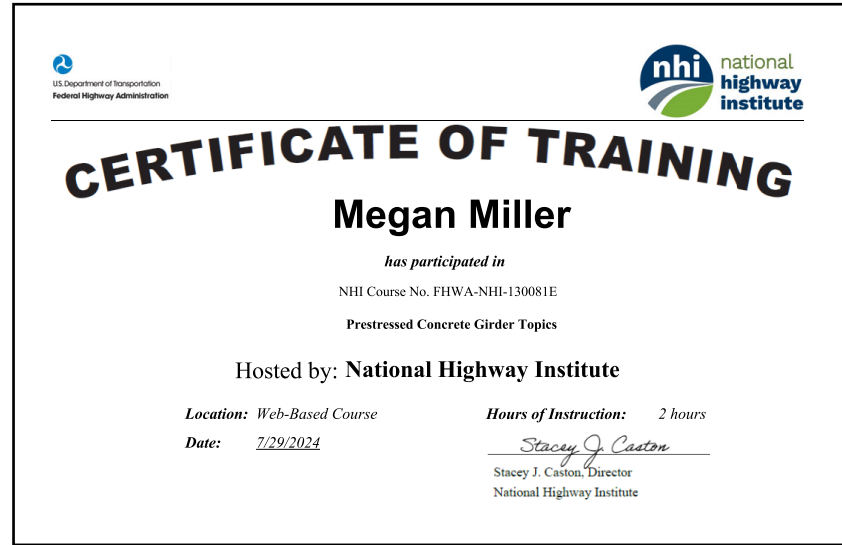 U.S. Department of Transportation
Federal Highway Administration
nhi national
highway
institute
CERTIFICATE OF TRAINING
Megan Miller
has participated in
NHI Course No. FHWA-NHI-130081E
Prestressed Concrete Girder Topics
Hosted by: National Highway Institute
Location: Web-Based Course Hours of Instruction: 2 hours
Date: 7/29/2024
Stacey J. Caston
Stacey J. Caston, Director
National Highway Institute